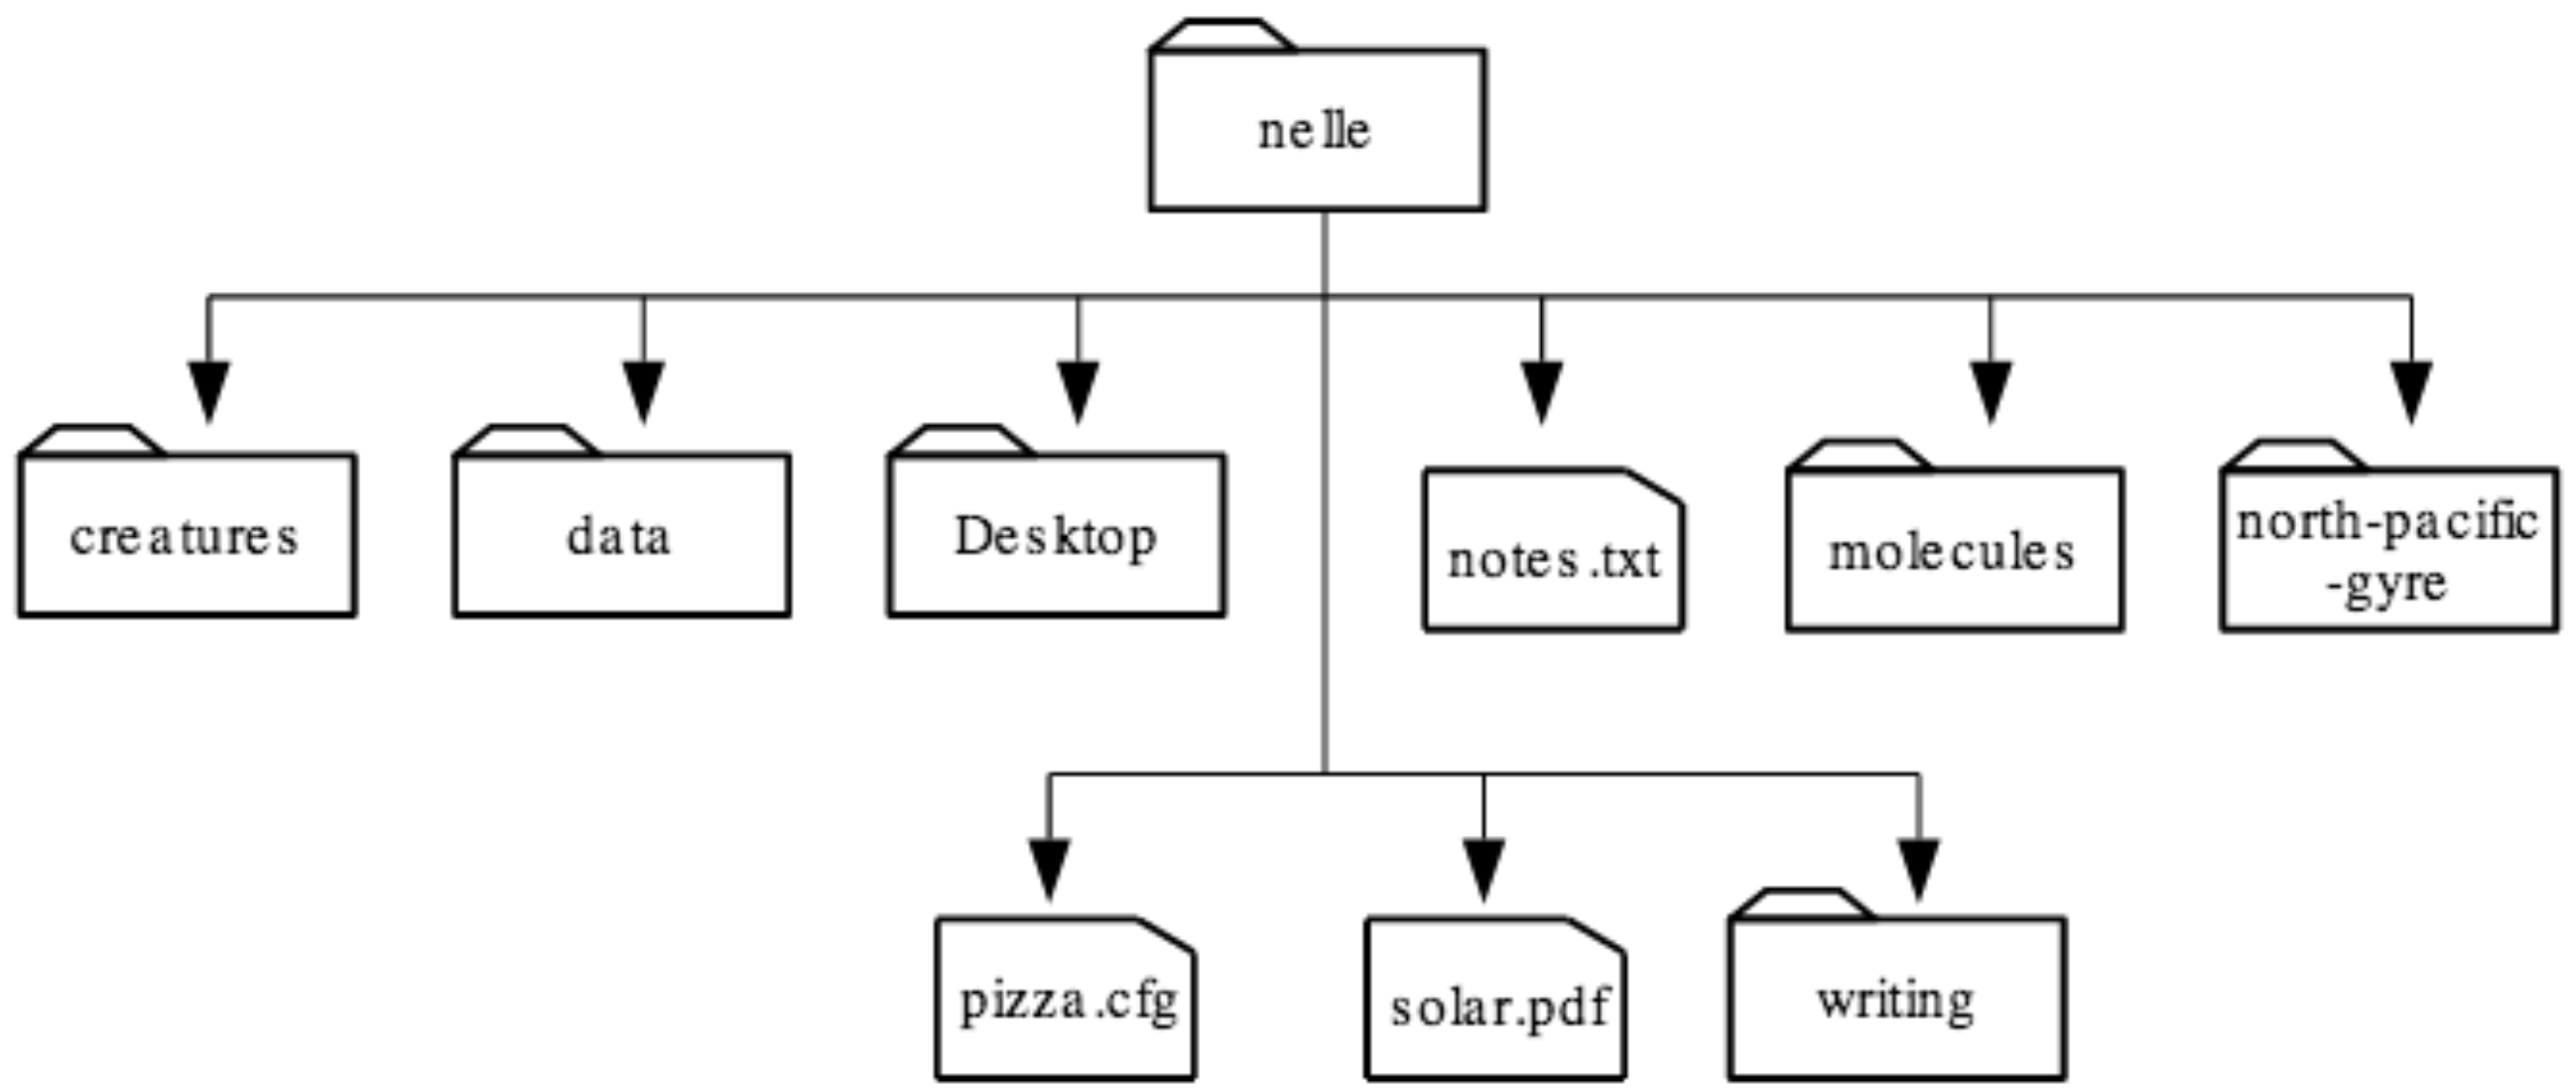 nelle
creatures
data
Desktop
notes.txt
molecules
north-pacific
-gyre
pizza.cfg
solar.pdf
writing